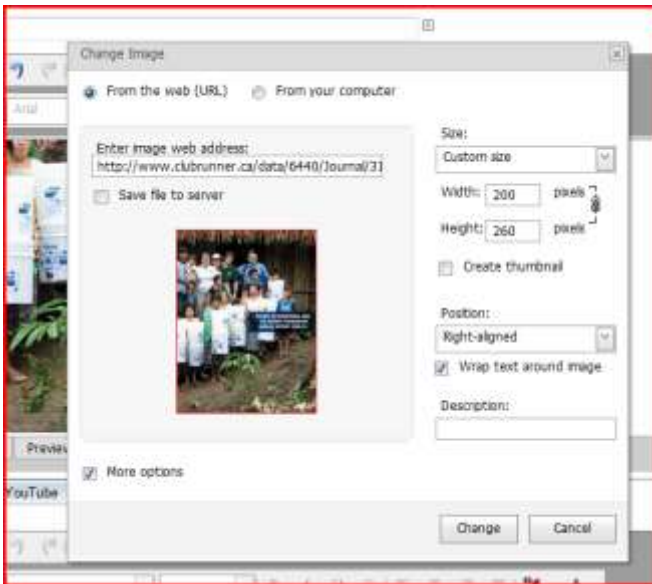 Change Image
From the web (URL) From your computer
Arial
Enter image web address:
http://www.clubrunner.ca/data/6440/Journal/31
Save file to server
Size:
Custom size
Width: 200 pixels
Height: 260 pixels
Create thumbnail
Position:
Right-aligned
Wrap text around image
Description:
Preview
More options
YouTube
Change Cancel